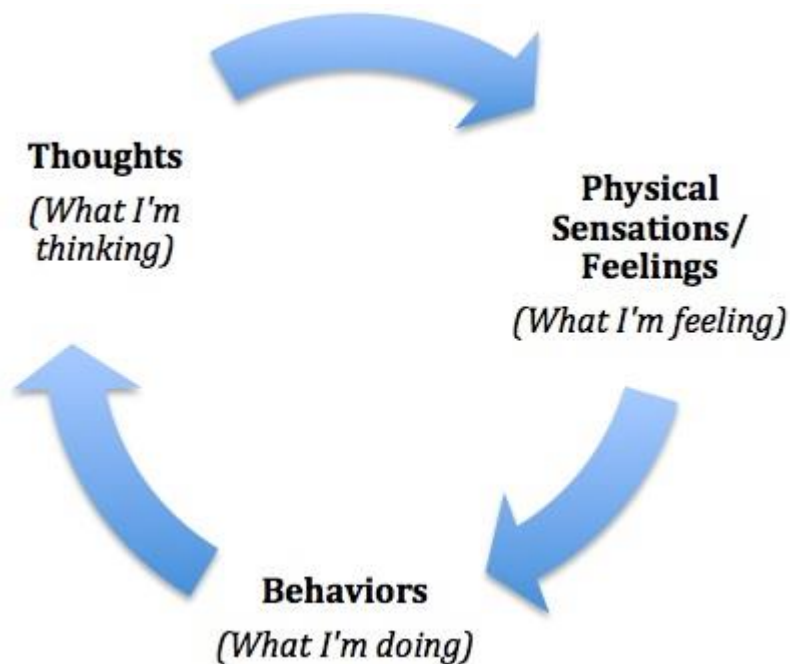 Thoughts
(What I'm
thinking)
Physical
Sensations/
Feelings
(What I'm feeling)
Behaviors
(What I'm doing)